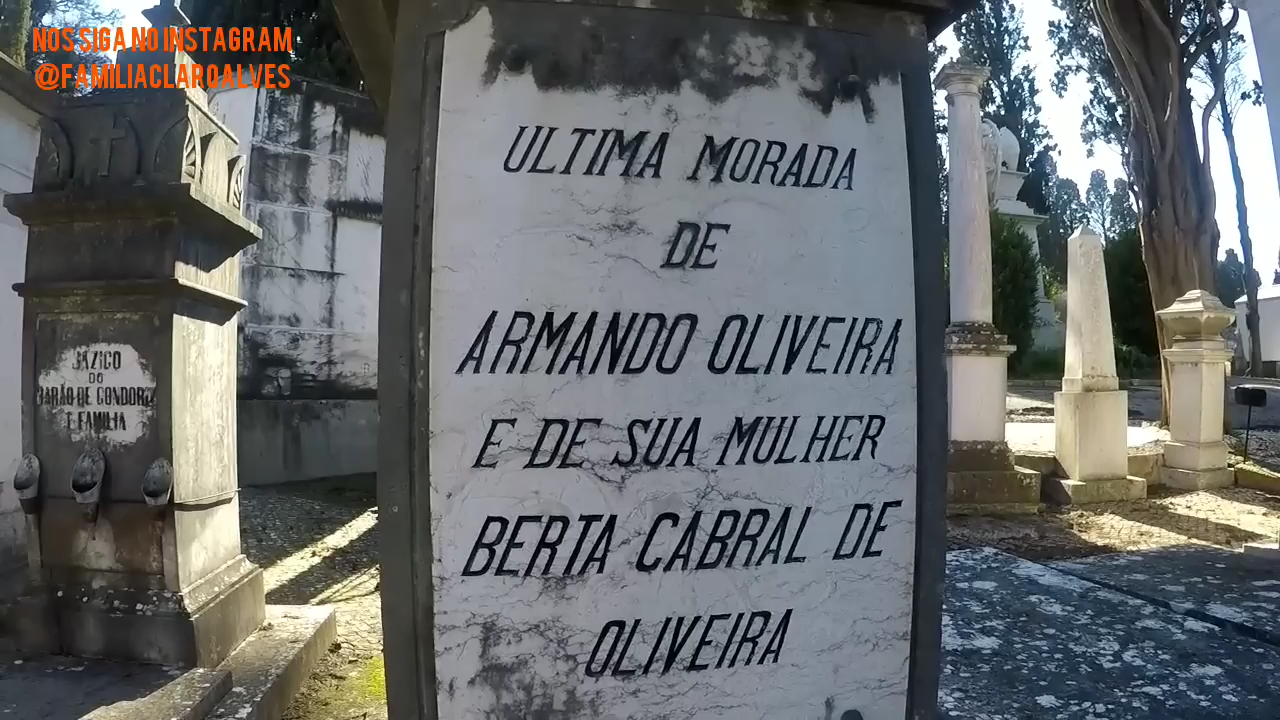 NOS SIGA NO INSTAGRAM
@FAMILIACLAROALVES
ULTIMA MORADA
DE
ARMANDO OLIVEIRA
E DE SUA MULHER
BERTA CABRAL DE
OLIVEIRA
JAZIGO
DO
BARÃO DE GONDORIZ
E FAMILIA